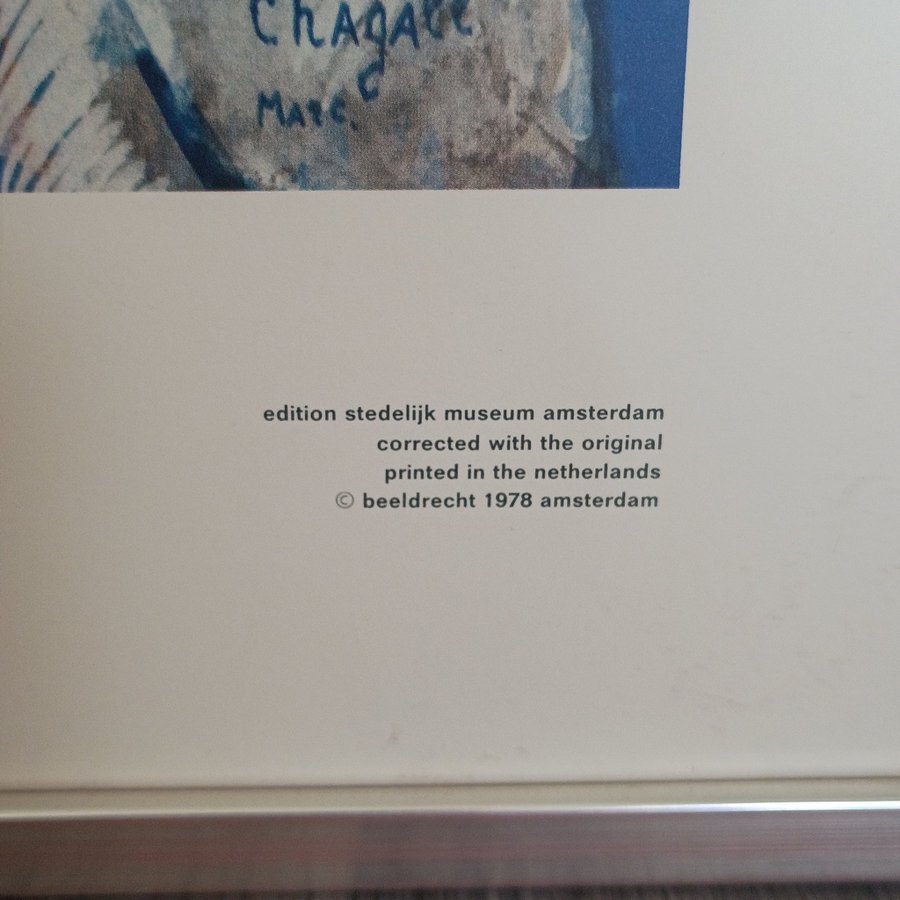 Chagall
Marc
edition stedelijk museum amsterdam
corrected with the original
printed in the netherlands
© beeldrecht 1978 amsterdam